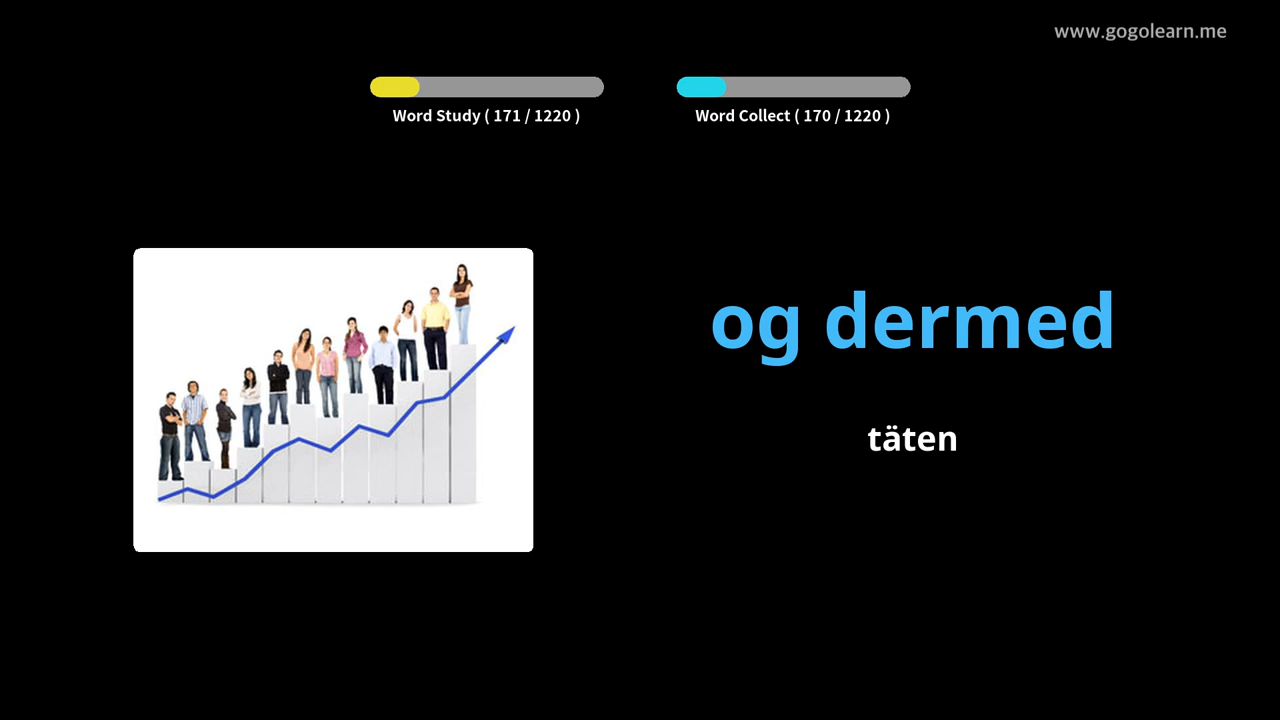 www.gogolearn.me
Word Study ( 171 / 1220 )
Word Collect ( 170 / 1220 )
og dermed
täten